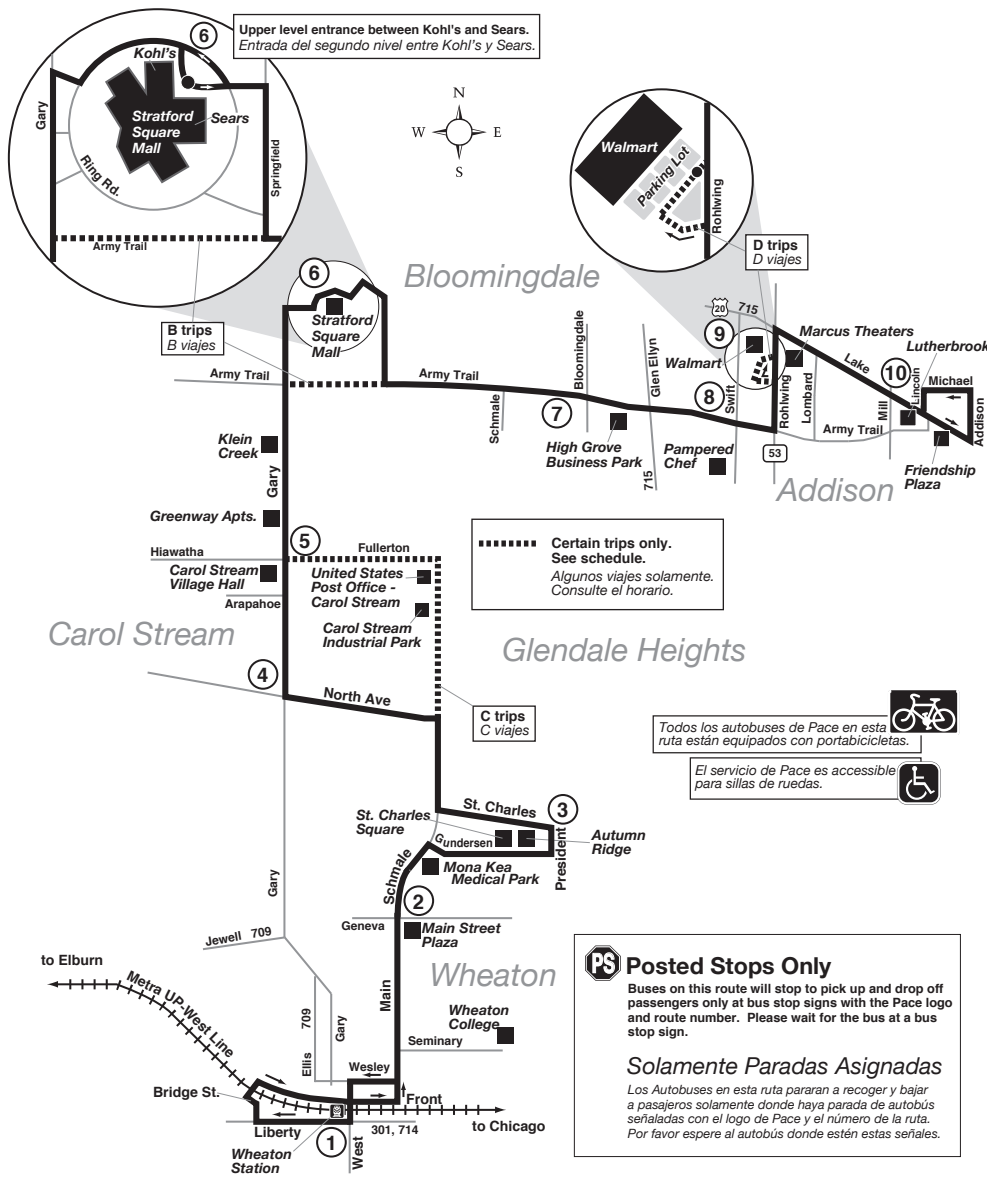 6
Upper level entrance between Kohl's and Sears.
Entrada del segundo nivel entre Kohl's y Sears.
Kohl's
Gary
Stratford
Square
Mall
Sears
Ring Rd.
Springfield
Army Trail
N
W
E
S
Walmart
Parking Lot
Rohlwing
D trips
D viajes
Bloomingdale
6
Stratford
Square
Mall
B trips
B viajes
20
715
9
Marcus Theaters
Lutherbrook
Walmart
Lake
10
Lincoln
Michael
Army Trail
Army Trail
Bloomingdale
Glen Ellyn
8
Swift
Rohlwing
Lombard
Mill
Addison
Schmale
7
Army Trail
High Grove
Business Park
715
Pampered
Chef
53
Friendship
Plaza
Addison
Klein
Creek
Gary
Greenway Apts.
5
Fullerton
Hiawatha
Carol Stream
Village Hall
Arapahoe
United States
Post Office -
Carol Stream
Carol Stream
Industrial Park
Certain trips only.
See schedule.
Algunos viajes solamente.
Consulte el horario.
Carol Stream
Glendale Heights
4
North Ave
C trips
C viajes
Todos los autobuses de Pace en esta
ruta están equipados con portabicicletas.
El servicio de Pace es accessible
para sillas de ruedas.
St. Charles
3
St. Charles
Square
Gundersen
Autumn
Ridge
President
Mona Kea
Medical Park
Schmale
2
Gary
Geneva
Main Street
Plaza
Jewell
709
Wheaton
Main
to Elburn
Metra UP-West Line
709
Ellis
Gary
Wheaton
College
Seminary
Wesley
Bridge St.
Front
to Chicago
Liberty
1
301, 714
West
Wheaton
Station
PS
Posted Stops Only
Buses on this route will stop to pick up and drop off
passengers only at bus stop signs with the Pace logo
and route number. Please wait for the bus at a bus
stop sign.
Solamente Paradas Asignadas
Los Autobuses en esta ruta pararan a recoger y bajar
a pasajeros solamente donde haya parada de autobús
señaladas con el logo de Pace y el número de la ruta.
Por favor espere al autobús donde estén estas señales.